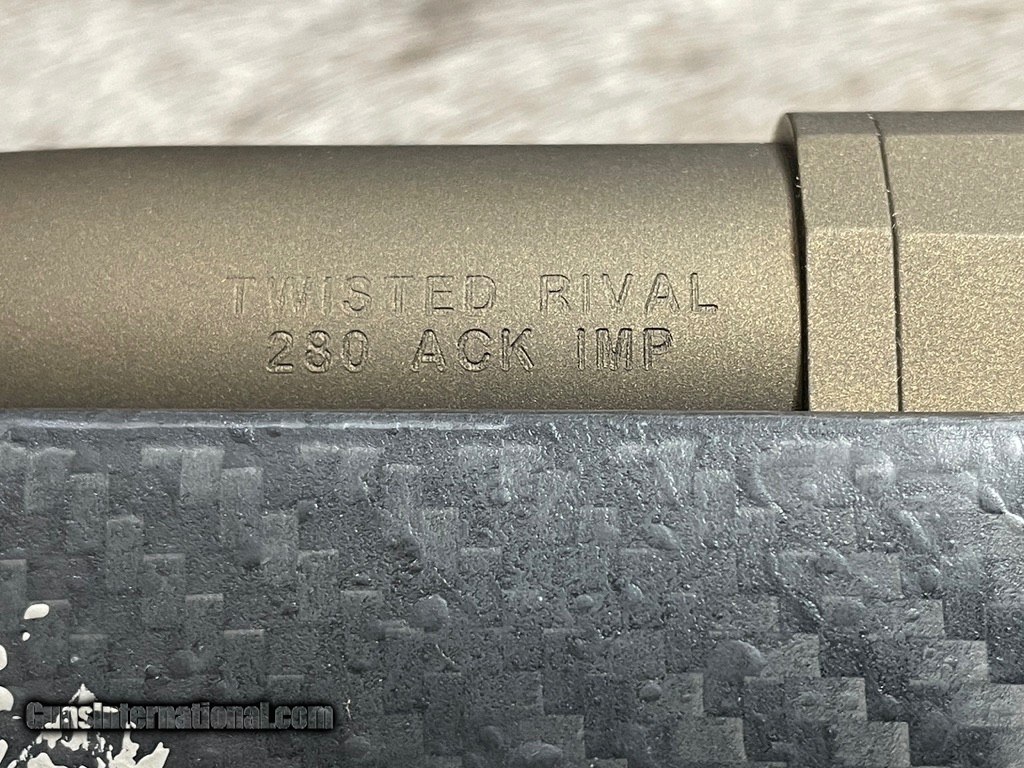 TWISTED RIVAL
280 ACK IMP
GunsInternational.com